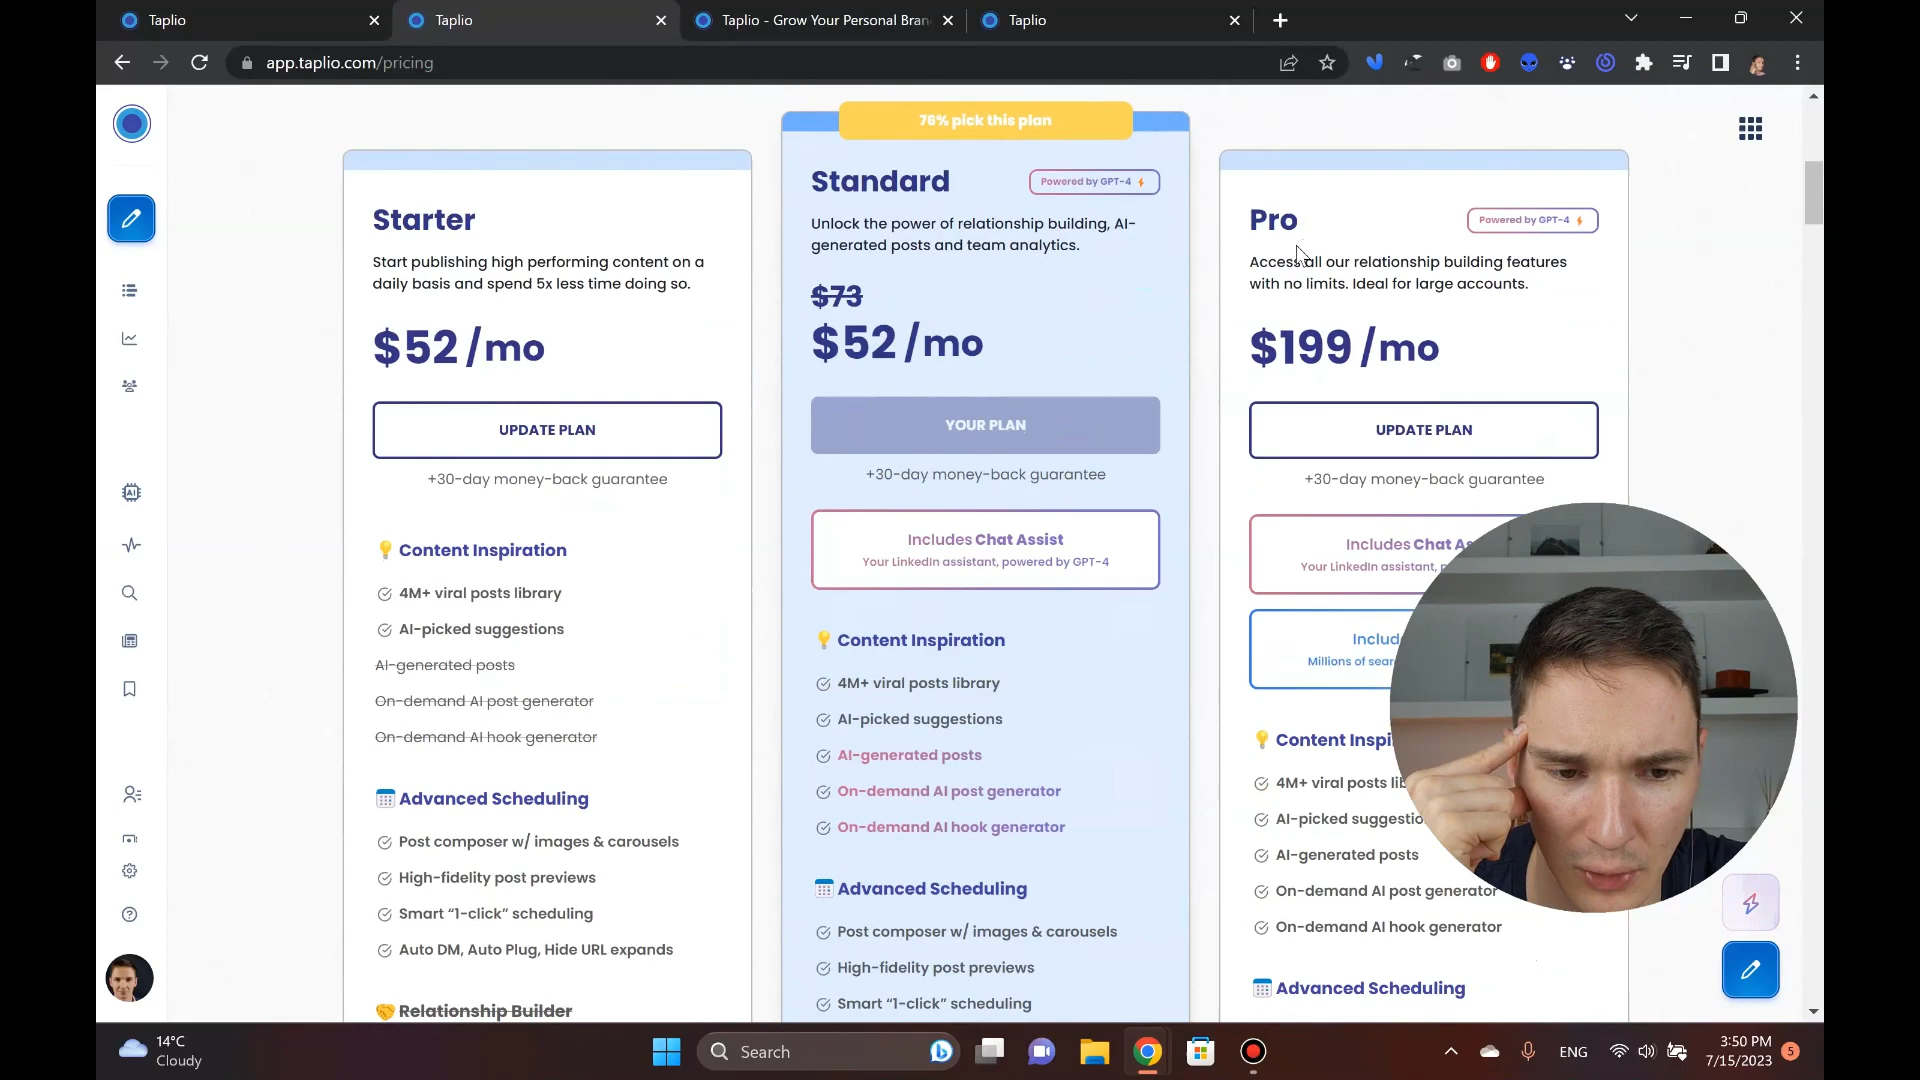 Taplio
Taplio
Taplio - Grow Your Personal Bran
Taplio
app.taplio.com/pricing
Starter
Start publishing high performing content on a
daily basis and spend 5x less time doing so.
$52/mo
UPDATE PLAN
+30-day money-back guarantee
Content Inspiration
4M+ viral posts library
AI-picked suggestions
AI-generated posts
On-demand AI post generator
On-demand AI hook generator
Advanced Scheduling
Post composer w/ images & carousels
High-fidelity post previews
Smart “1-click” scheduling
Auto DM, Auto Plug, Hide URL expands
Relationship Builder
76% pick this plan
Standard
Powered by GPT-4
Unlock the power of relationship building, AI-
generated posts and team analytics.
$73
$52/mo
YOUR PLAN
+30-day money-back guarantee
Includes Chat Assist
Your LinkedIn assistant, powered by GPT-4
Content Inspiration
4M+ viral posts library
AI-picked suggestions
AI-generated posts
On-demand AI post generator
On-demand AI hook generator
Advanced Scheduling
Post composer w/ images & carousels
High-fidelity post previews
Smart “1-click” scheduling
Pro
Powered by GPT-4
Access all our relationship building features
with no limits. Ideal for large accounts.
$199/mo
UPDATE PLAN
+30-day money-back guarantee
Includes Chat As
Your LinkedIn assistant, p
Includ
Millions of sear
Content Inspi
4M+ viral posts lib
AI-picked suggestio
AI-generated posts
On-demand AI post generator
On-demand AI hook generator
Advanced Scheduling
14°C
Cloudy
Search
ENG
3:50 PM
7/15/2023
5